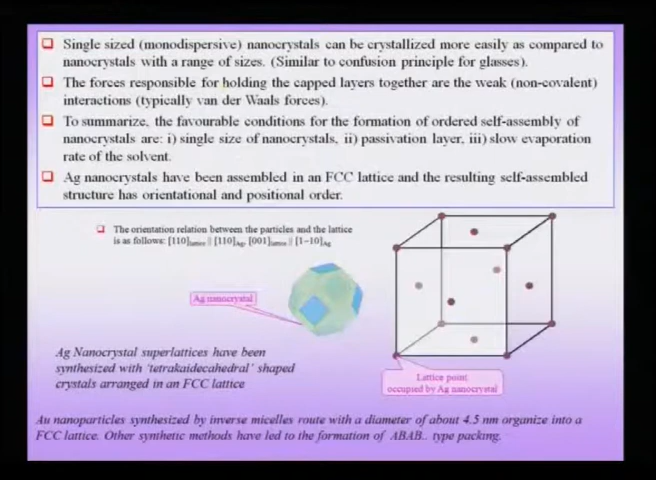 Single sized (monodispersive) nanocrystals can be crystallized more easily as compared to
nanocrystals with a range of sizes. (Similar to confusion principle for glasses).
The forces responsible for holding the capped layers together are the weak (non-covalent)
interactions (typically van der Waals forces).
To summarize, the favourable conditions for the formation of ordered self-assembly of
nanocrystals are: i) single size of nanocrystals, ii) passivation layer, iii) slow evaporation
rate of the solvent.
Ag nanocrystals have been assembled in an FCC lattice and the resulting self-assembled
structure has orientational and positional order.
The orientation relation between the particles and the lattice
is as follows: [110]lattice || [110]Ag, [001]lattice || [1−10]Ag
Ag nanocrystal
Ag Nanocrystal superlattices have been
synthesized with 'tetrakaidecahedral' shaped
crystals arranged in an FCC lattice
Lattice point
occupied by Ag nanocrystal
Au nanoparticles synthesized by inverse micelles route with a diameter of about 4.5 nm organize into a
FCC lattice. Other synthetic methods have led to the formation of ABAB.. type packing.